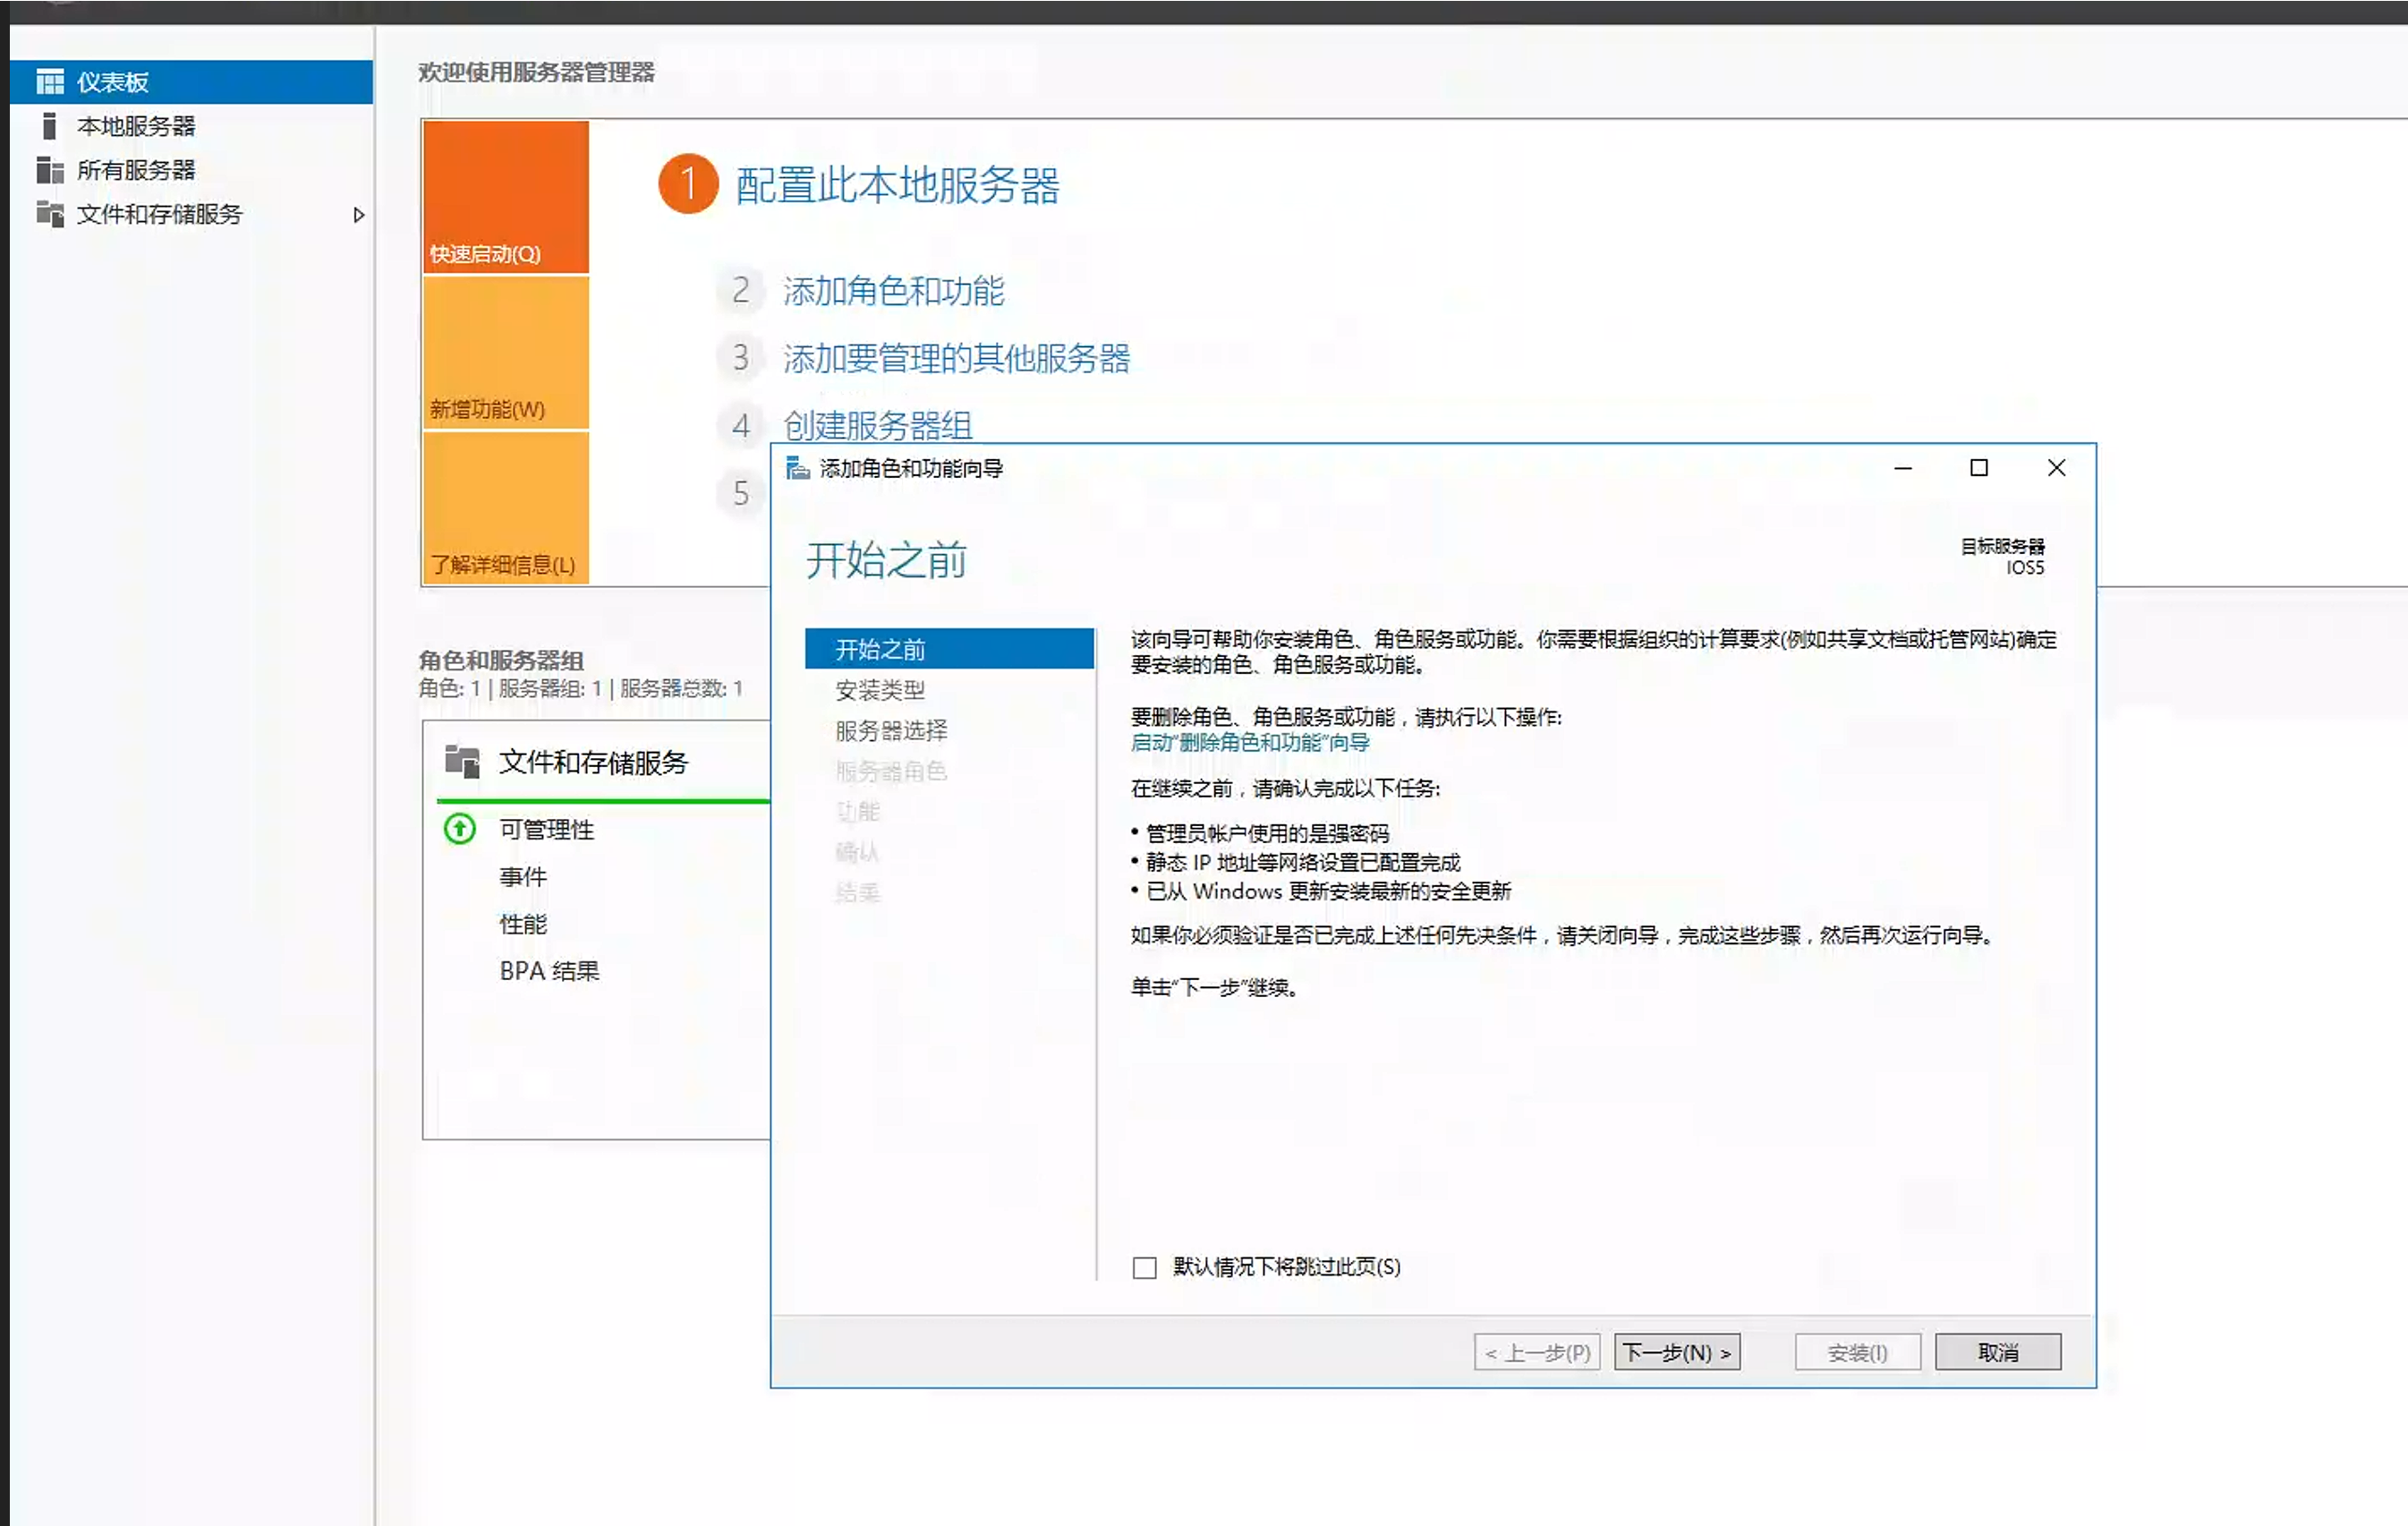 仪表板
本地服务器
所有服务器
文件和存储服务
欢迎使用服务器管理器
快速启动(Q)
新增功能(W)
了解详细信息(L)
1 配置此本地服务器
2 添加角色和功能
3 添加要管理的其他服务器
4 创建服务器组
5
角色和服务器组
角色: 1 | 服务器组: 1 | 服务器总数: 1
文件和存储服务
可管理性
事件
性能
BPA 结果
添加角色和功能向导
开始之前
目标服务器
IOS5
开始之前
安装类型
服务器选择
服务器角色
功能
确认
结果
该向导可帮助你安装角色、角色服务或功能。你需要根据组织的计算要求(例如共享文档或托管网站)确定
要安装的角色、角色服务或功能。
要删除角色、角色服务或功能，请执行以下操作:
启动“删除角色和功能”向导
在继续之前，请确认完成以下任务:
• 管理员帐户使用的是强密码
• 静态 IP 地址等网络设置已配置完成
• 已从 Windows 更新安装最新的安全更新
如果你必须验证是否已完成上述任何先决条件，请关闭向导，完成这些步骤，然后再次运行向导。
单击“下一步”继续。
默认情况下将跳过此页(S)
< 上一步(P)
下一步(N) >
安装(I)
取消